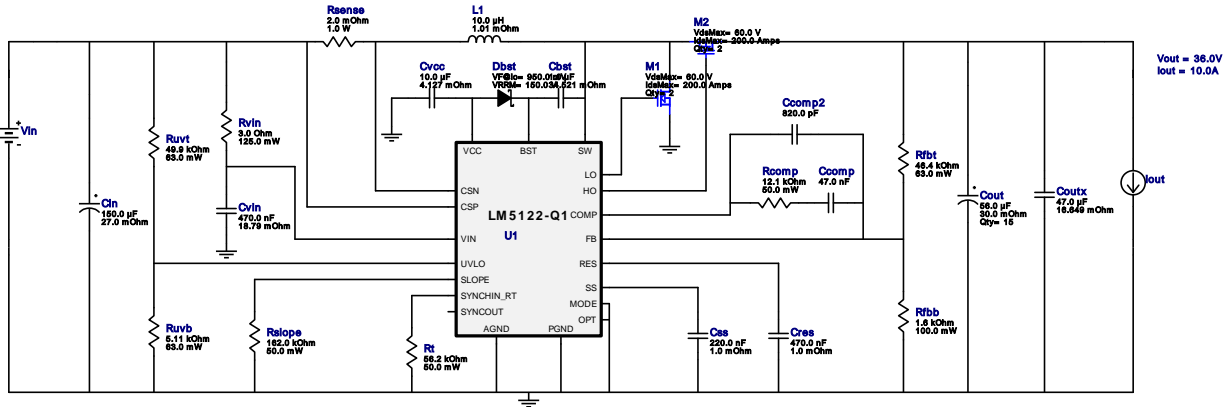 Rsense
2.0 mOhm
1.0 W
L1
10.0 µH
1.01 mOhm
M2
VdsMax= 60.0 V
IdsMax= 200.0 Amps
Qty= 2
Vout = 36.0V
Iout = 10.0A
Cvcc
10.0 µF
4.127 mOhm
Dbst
VRRM= 150.0
Cbst
M1
VdsMax= 60.0 V
IdsMax= 200.0 Amps
Qty= 2
Ccomp2
820.0 pF
Vin
Rvin
3.0 Ohm
125.0 mW
Ruvt
49.9 kOhm
63.0 mW
VCC
BST
SW
LO
HO
COMP
FB
RES
SS
MODE
OPT
CSN
CSP
VIN
UVLO
SLOPE
SYNCHIN_RT
SYNCOUT
AGND
PGND
LM5122-Q1
U1
Rcomp
12.1 kOhm
50.0 mW
Ccomp
47.0 nF
Rfbt
46.4 kOhm
63.0 mW
Cin
150.0 µF
27.0 mOhm
Cvin
470.0 nF
18.79 mOhm
Cout
56.0 µF
30.0 mOhm
Qty= 15
Coutx
47.0 µF
16.649 mOhm
Iout
Ruvb
5.11 kOhm
63.0 mW
Rslope
162.0 kOhm
50.0 mW
Rt
56.2 kOhm
50.0 mW
Css
220.0 nF
1.0 mOhm
Cres
470.0 nF
1.0 mOhm
Rfbb
1.6 kOhm
100.0 mW